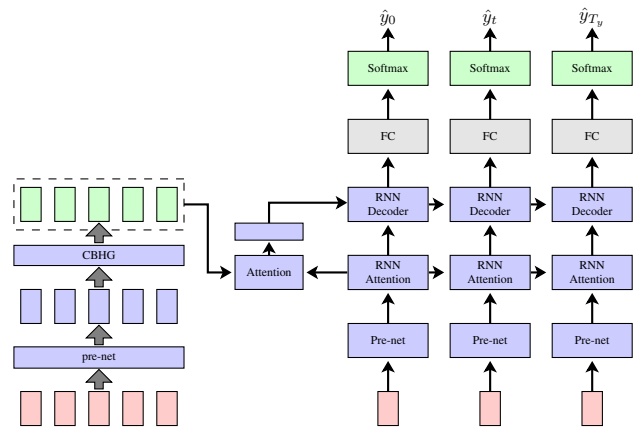 ŷ0 ŷt ŷTy
Softmax Softmax Softmax
FC FC FC
RNN Decoder RNN Decoder RNN Decoder
CBHG
Attention
RNN Attention RNN Attention RNN Attention
pre-net
Pre-net Pre-net Pre-net